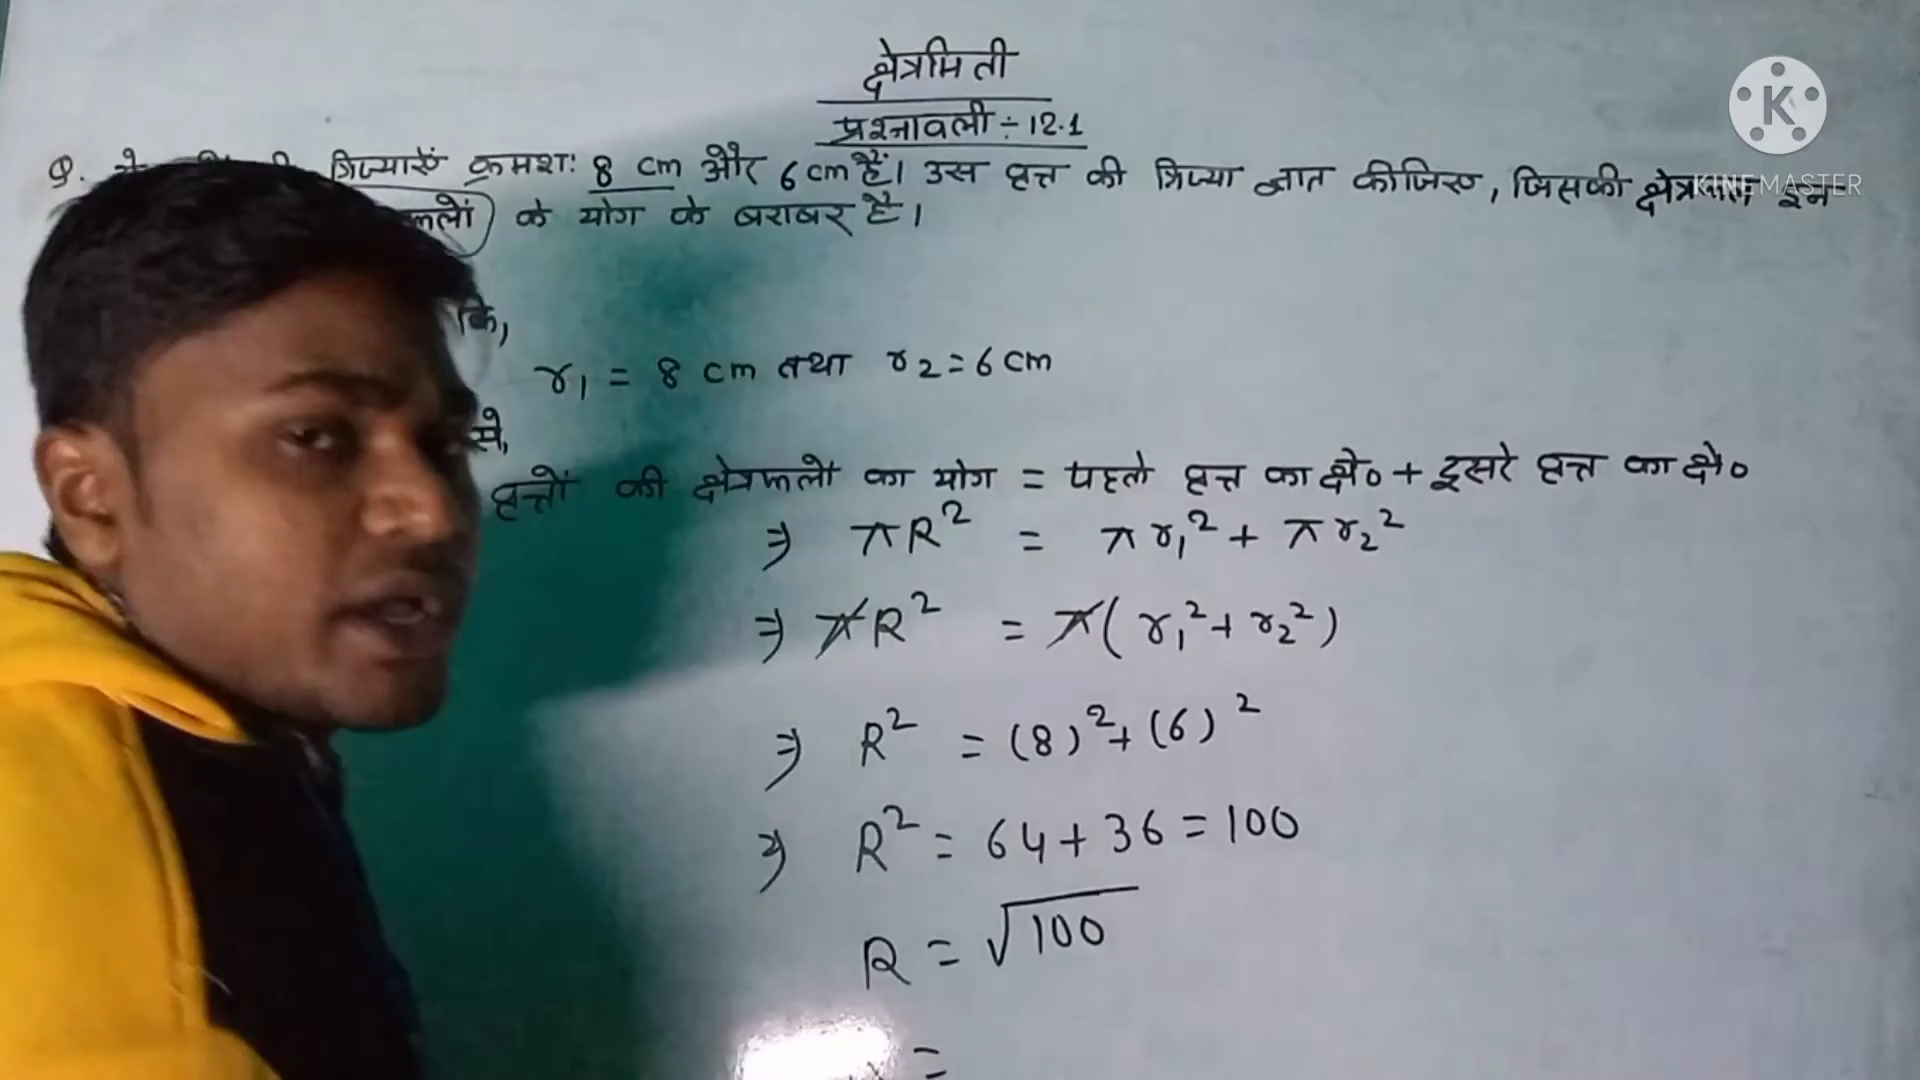 क्षेत्रमिती
प्रश्नावली ÷ 12.1
Q. त्रिज्याएँ क्रमशः 8 cm और 6 cm हैं। उस वृत्त की त्रिज्या ज्ञात कीजिए, जिसकी क्षेत्रफल इन
के योग के बराबर है।
कि,
r₁ = 8 cm तथा r₂ = 6 cm
से,
वृत्तों की क्षेत्रफलों का योग = पहले वृत्त का क्षे० + दूसरे वृत्त का क्षे०
⇒ πR² = πr₁² + πr₂²
⇒ πR² = π(r₁² + r₂²)
⇒ R² = (8)² + (6)²
⇒ R² = 64 + 36 = 100
R = √100
=
K
KINEMASTER